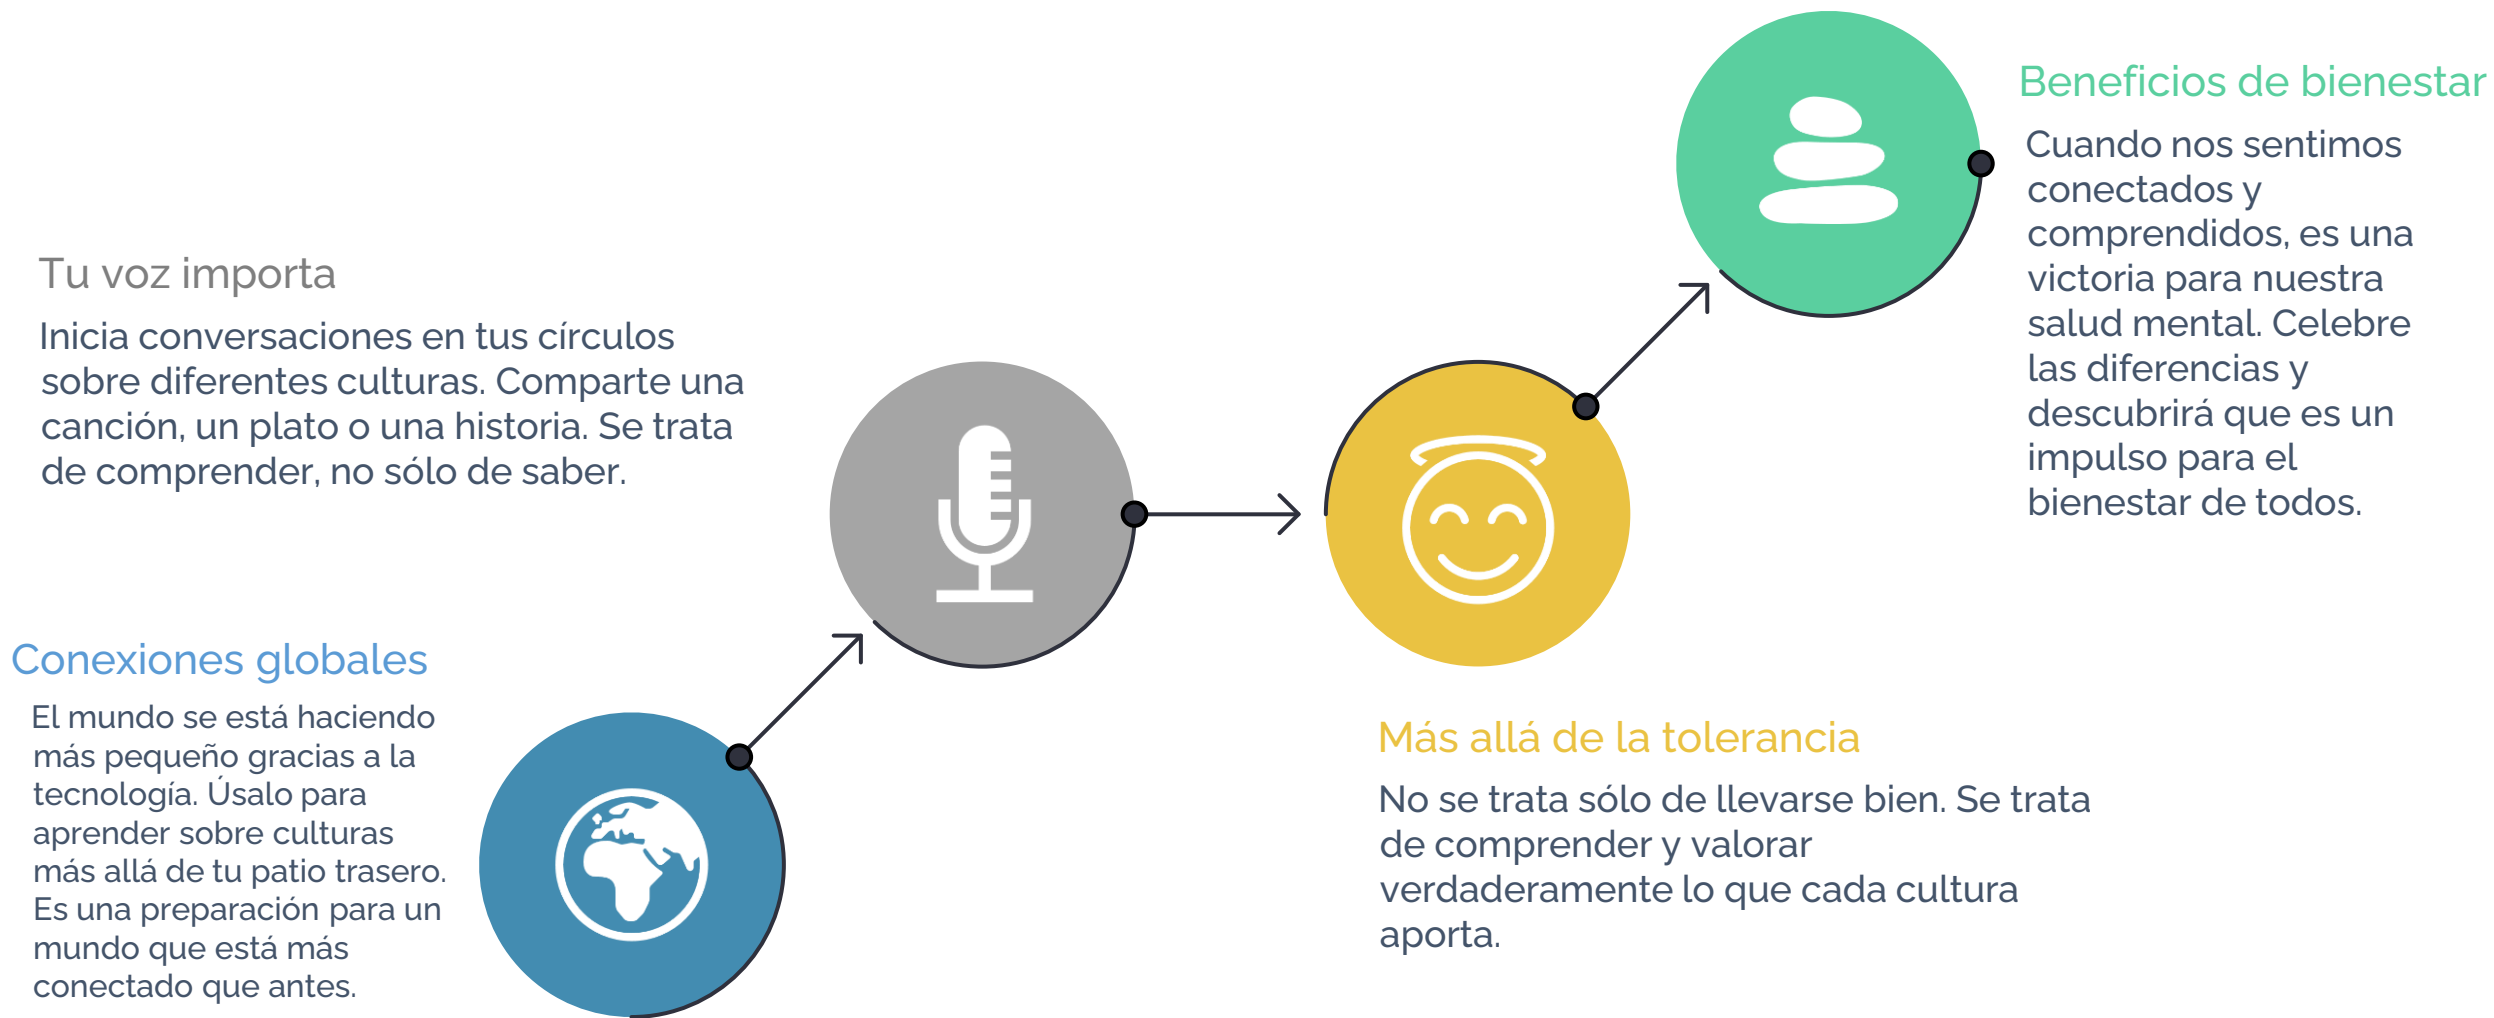 Conexiones globales
El mundo se está haciendo
más pequeño gracias a la
tecnología. Úsalo para
aprender sobre culturas
más allá de tu patio trasero.
Es una preparación para un
mundo que está más
conectado que antes.
Tu voz importa
Inicia conversaciones en tus círculos
sobre diferentes culturas. Comparte una
canción, un plato o una historia. Se trata
de comprender, no sólo de saber.
Más allá de la tolerancia
No se trata sólo de llevarse bien. Se trata
de comprender y valorar
verdaderamente lo que cada cultura
aporta.
Beneficios de bienestar
Cuando nos sentimos
conectados y
comprendidos, es una
victoria para nuestra
salud mental. Celebre
las diferencias y
descubrirá que es un
impulso para el
bienestar de todos.